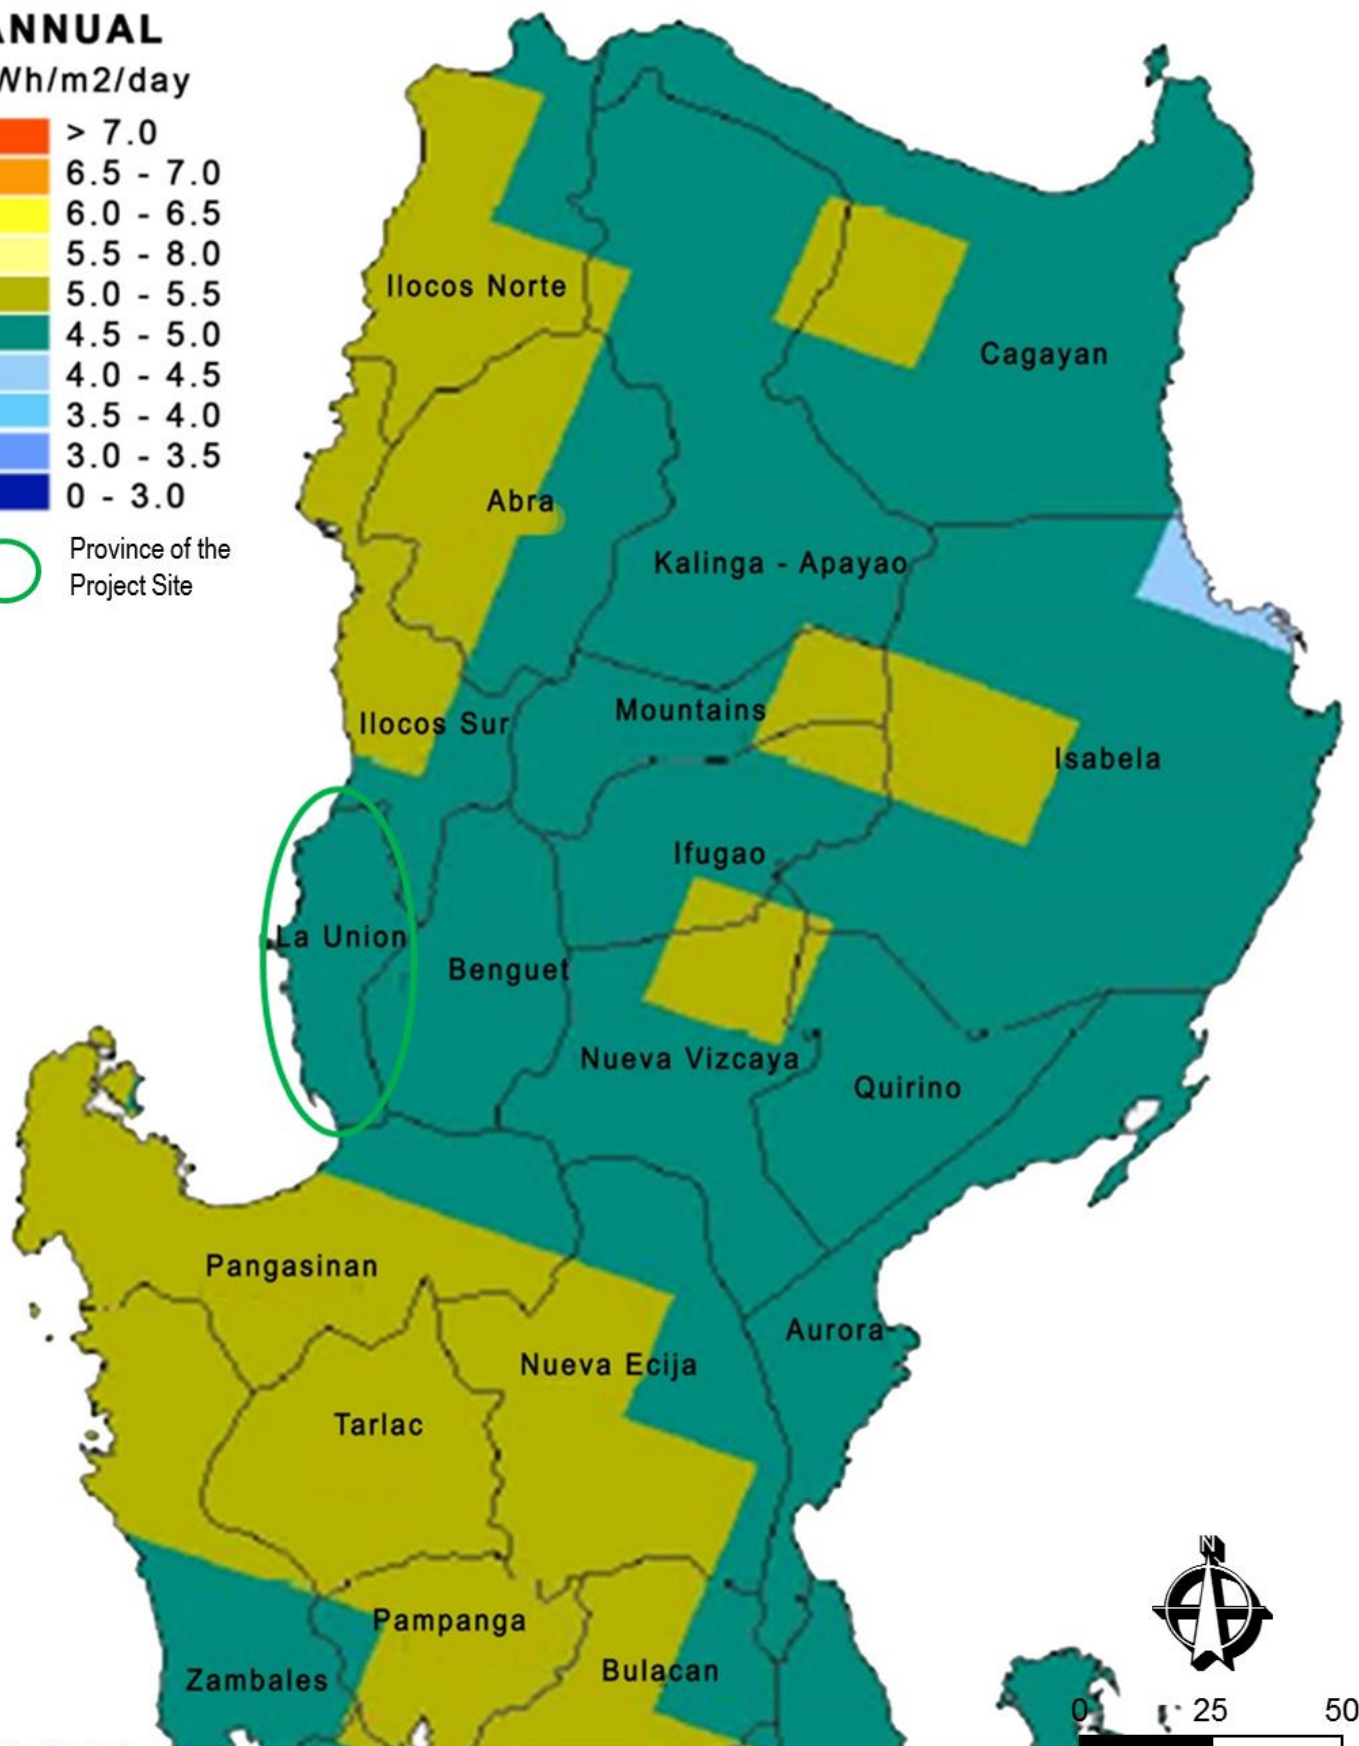 ANNUAL
Wh/m2/day
> 7.0
6.5 - 7.0
6.0 - 6.5
5.5 - 8.0
5.0 - 5.5
4.5 - 5.0
4.0 - 4.5
3.5 - 4.0
3.0 - 3.5
0 - 3.0
Province of the
Project Site
Ilocos Norte
Cagayan
Abra
Kalinga - Apayao
Mountains
Ilocos Sur
Isabela
Ifugao
La Union
Benguet
Nueva Vizcaya
Quirino
Pangasinan
Aurora
Nueva Ecija
Tarlac
Pampanga
Zambales
Bulacan
N
0 25 50